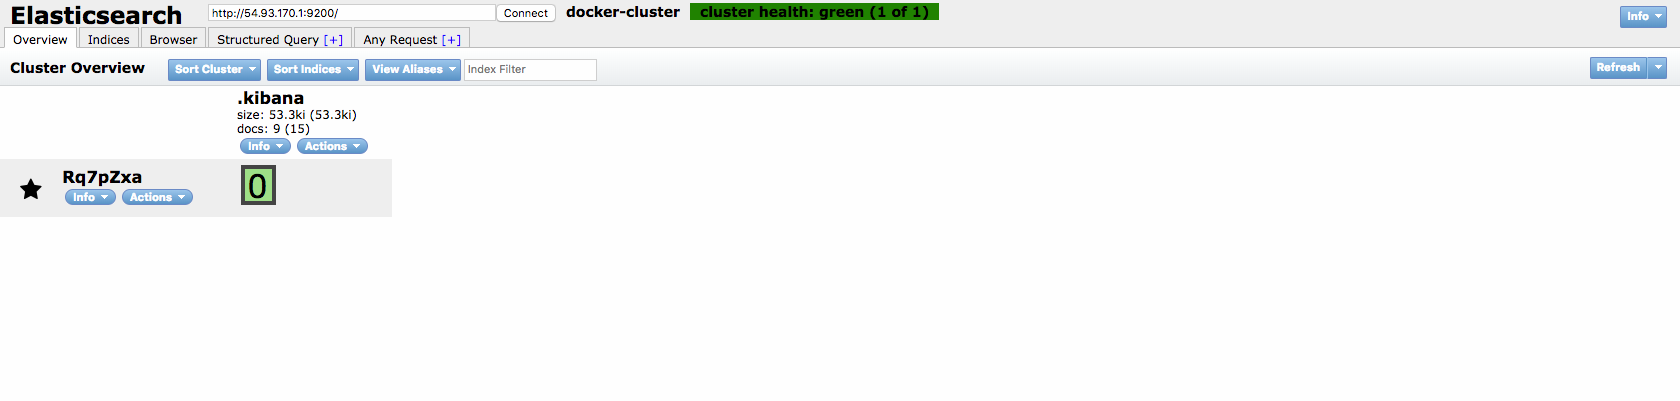 Elasticsearch http://54.93.170.1:9200/ Connect docker-cluster cluster health: green (1 of 1) Info
Overview Indices Browser Structured Query [+] Any Request [+]
Cluster Overview Sort Cluster Sort Indices View Aliases Index Filter Refresh
.kibana
size: 53.3ki (53.3ki)
docs: 9 (15)
Info Actions
Rq7pZxa 0
Info Actions